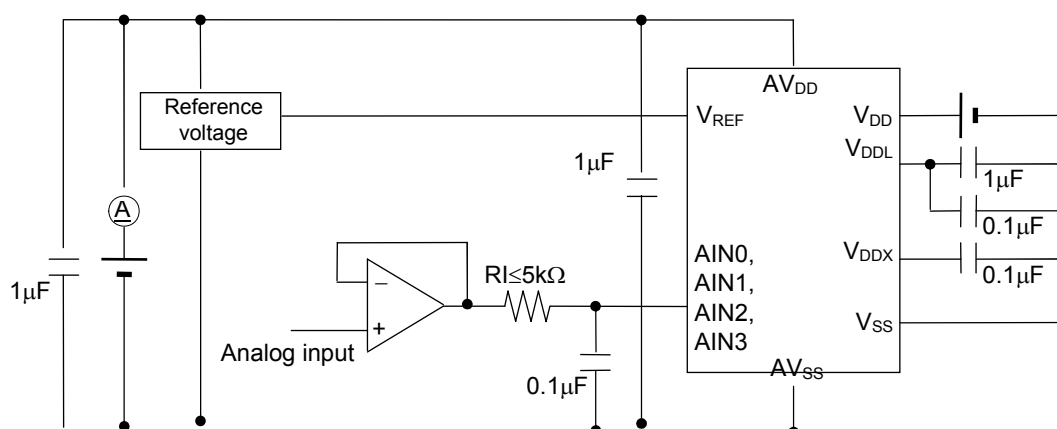 AVDD
Reference
voltage
VREF
VDD
VDDL
1μF
1μF
A
0.1μF
AIN0,
VDDX
RI≤5kΩ
AIN1,
0.1μF
1μF
−
AIN2,
+
VSS
AIN3
Analog input
AVSS
0.1μF